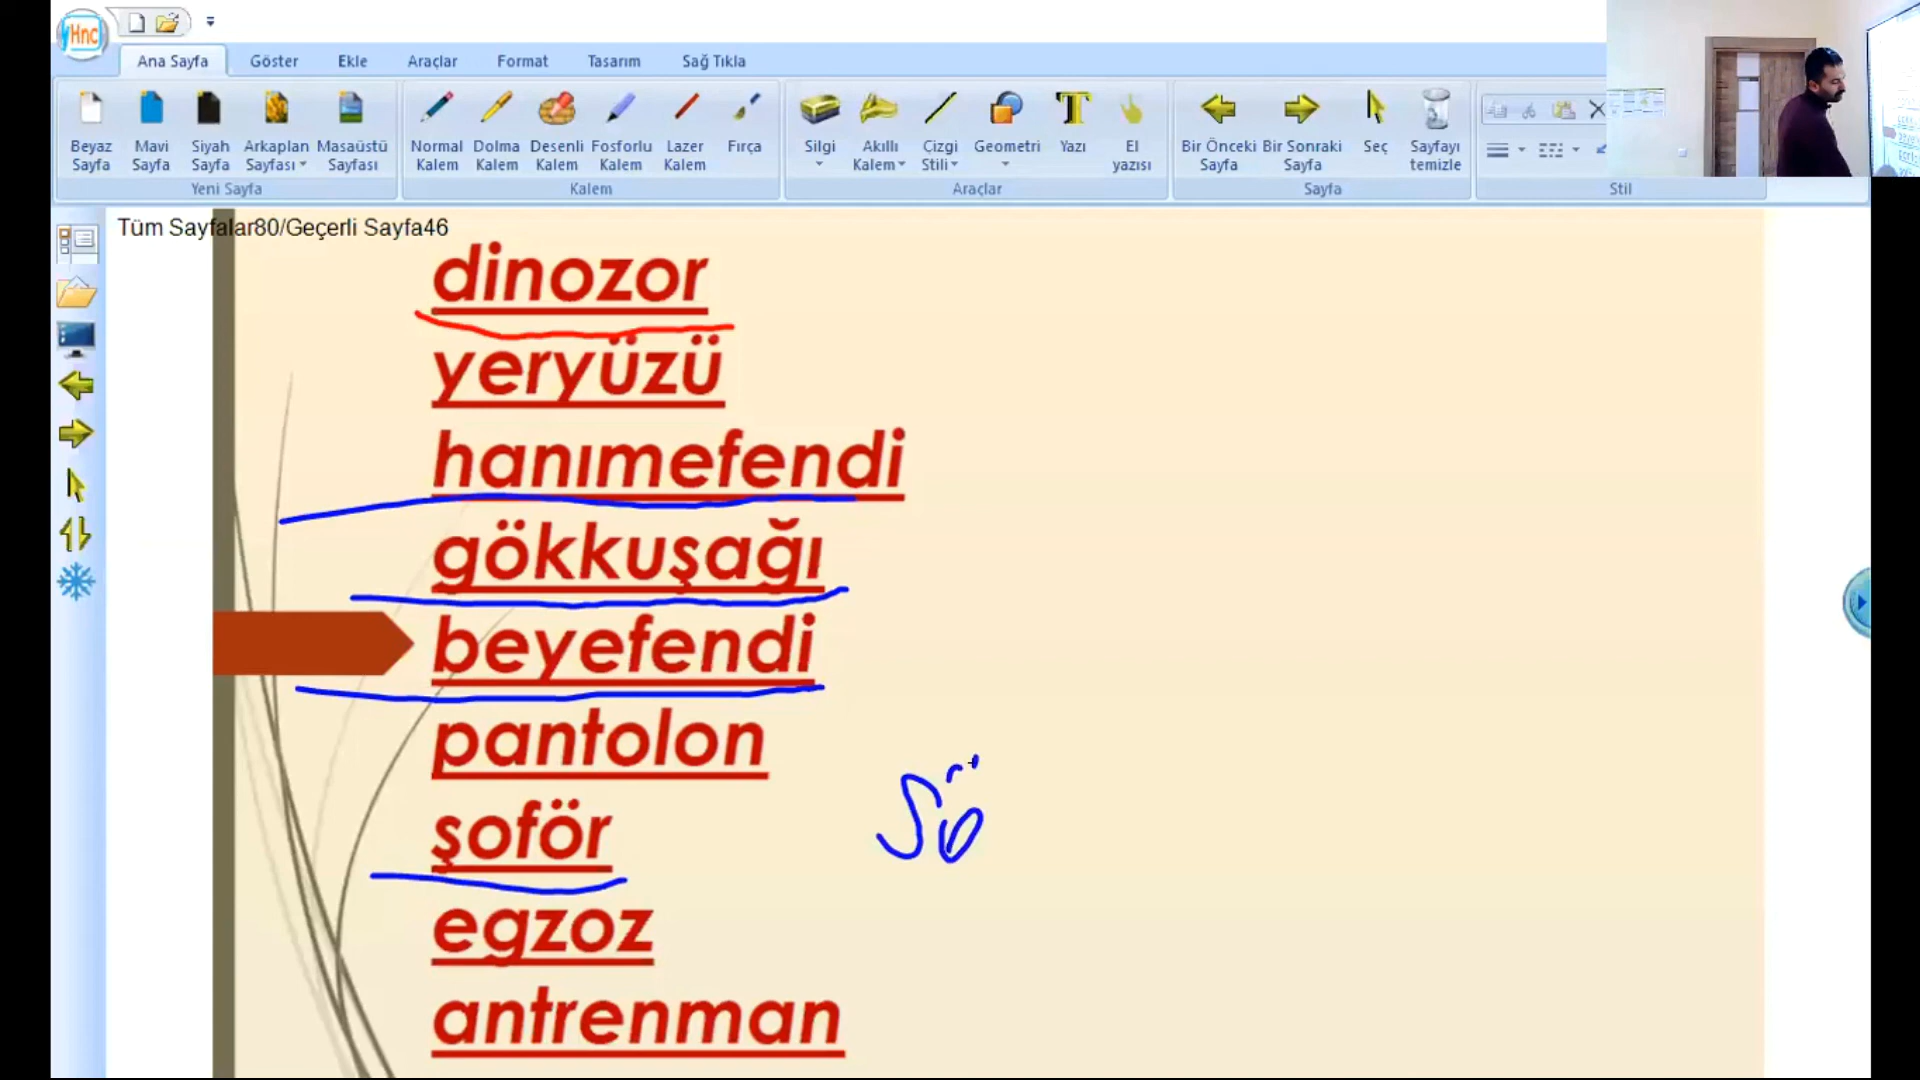 Hnc
Ana Sayfa Göster Ekle Araçlar Format Tasarım Sağ Tıkla
Beyaz Sayfa Mavi Sayfa Siyah Sayfa Arkaplan Sayfası Masaüstü Sayfası Normal Kalem Dolma Kalem Desenli Kalem Fosforlu Kalem Lazer Kalem Fırça Silgi Akıllı Kalem Çizgi Stili Geometri Yazı El yazısı Bir Önceki Sayfa Bir Sonraki Sayfa Seç Sayfayı temizle
Yeni Sayfa Kalem Araçlar Sayfa Stil
Tüm Sayfalar80/Geçerli Sayfa46
dinozor
yeryüzü
hanımefendi
gökkuşağı
beyefendi
pantolon
şoför
egzoz
antrenman